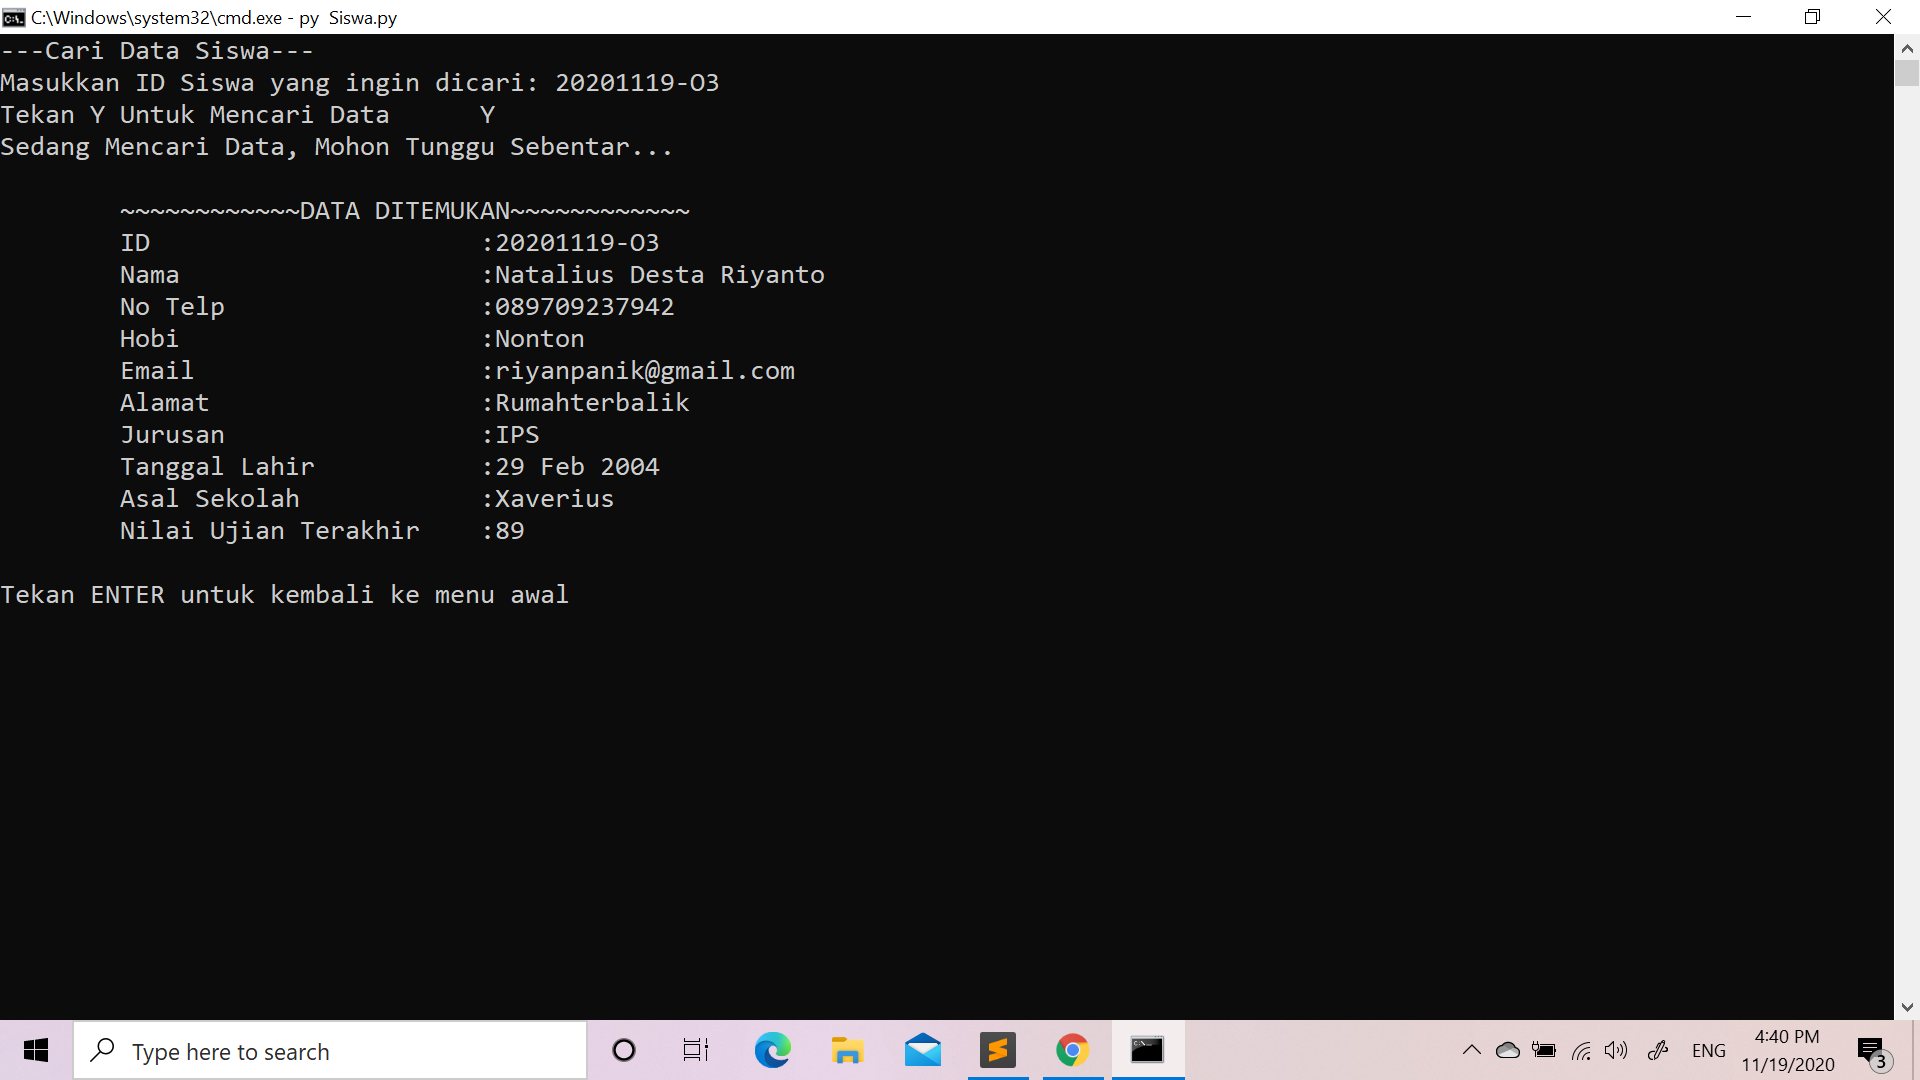 C:\Windows\system32\cmd.exe - py  Siswa.py
---Cari Data Siswa---
Masukkan ID Siswa yang ingin dicari: 20201119-O3
Tekan Y Untuk Mencari Data      Y
Sedang Mencari Data, Mohon Tunggu Sebentar...
~~~~~~~~~~~~DATA DITEMUKAN~~~~~~~~~~~~
ID                      :20201119-O3
Nama                    :Natalius Desta Riyanto
No Telp                 :089709237942
Hobi                    :Nonton
Email                   :riyanpanik@gmail.com
Alamat                  :Rumahterbalik
Jurusan                 :IPS
Tanggal Lahir           :29 Feb 2004
Asal Sekolah            :Xaverius
Nilai Ujian Terakhir    :89
Tekan ENTER untuk kembali ke menu awal
Type here to search
ENG
4:40 PM
11/19/2020
3